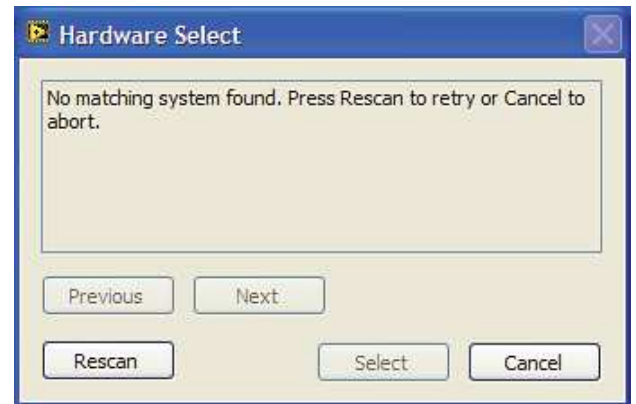 Hardware Select
No matching system found. Press Rescan to retry or Cancel to
abort.
Previous Next
Rescan Select Cancel